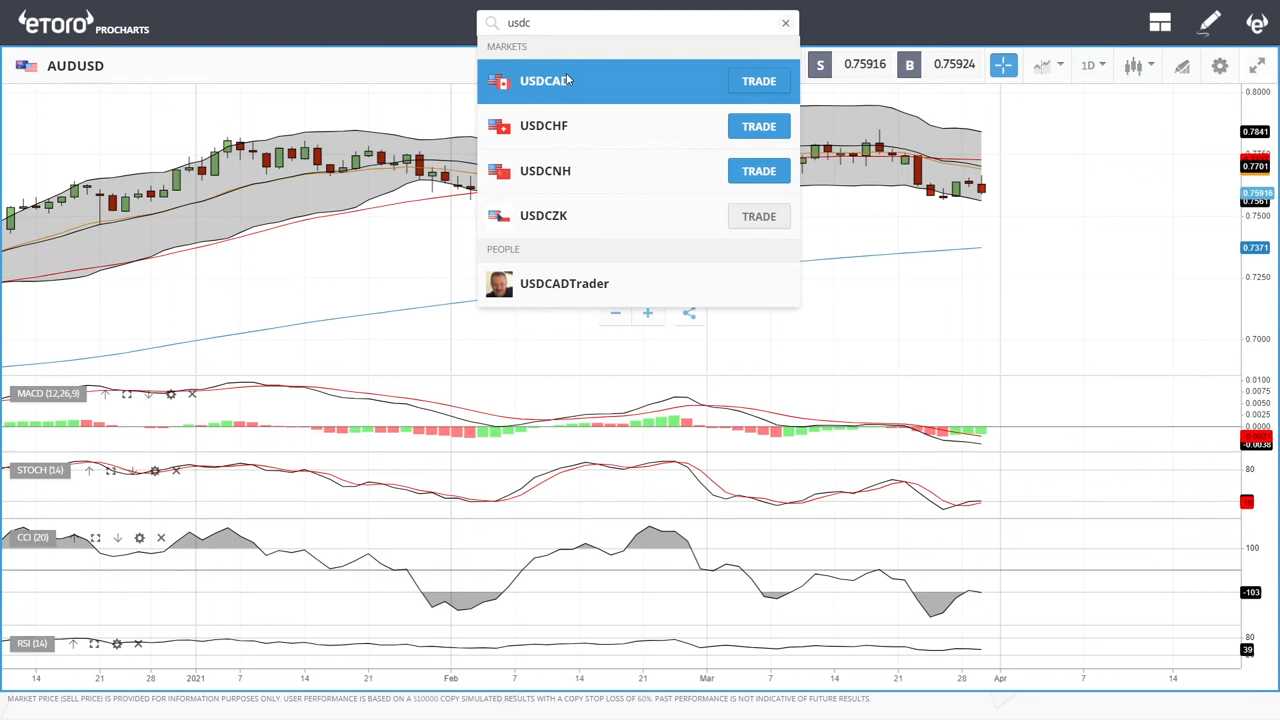 etoro PROCHARTS
usdc
MARKETS
AUDUSD
USDCAD TRADE
S 0.75916 B 0.75924 1D
USDCHF TRADE
USDCNH TRADE
USDCZK TRADE
PEOPLE
USDCADTrader
0.8000
0.7841
0.7701
0.75916
0.7561
0.7500
0.7371
0.7250
0.7000
MACD (12,26,9)
0.0100
0.0075
0.0050
0.0025
0.0000
-0.0038
STOCH (14)
80
CCI (20)
100
-103
RSI (14)
80
39
14 21 28 2021 7 14 21 Feb 7 14 21 Mar 7 14 21 28 Apr 7 14
MARKET PRICE (SELL PRICE) IS PROVIDED FOR INFORMATION PURPOSES ONLY. USER PERFORMANCE IS BASED ON A $10000 COPY SIMULATED RESULTS WITH A COPY STOP LOSS OF 60%. PAST PERFORMANCE IS NOT INDICATIVE OF FUTURE RESULTS.